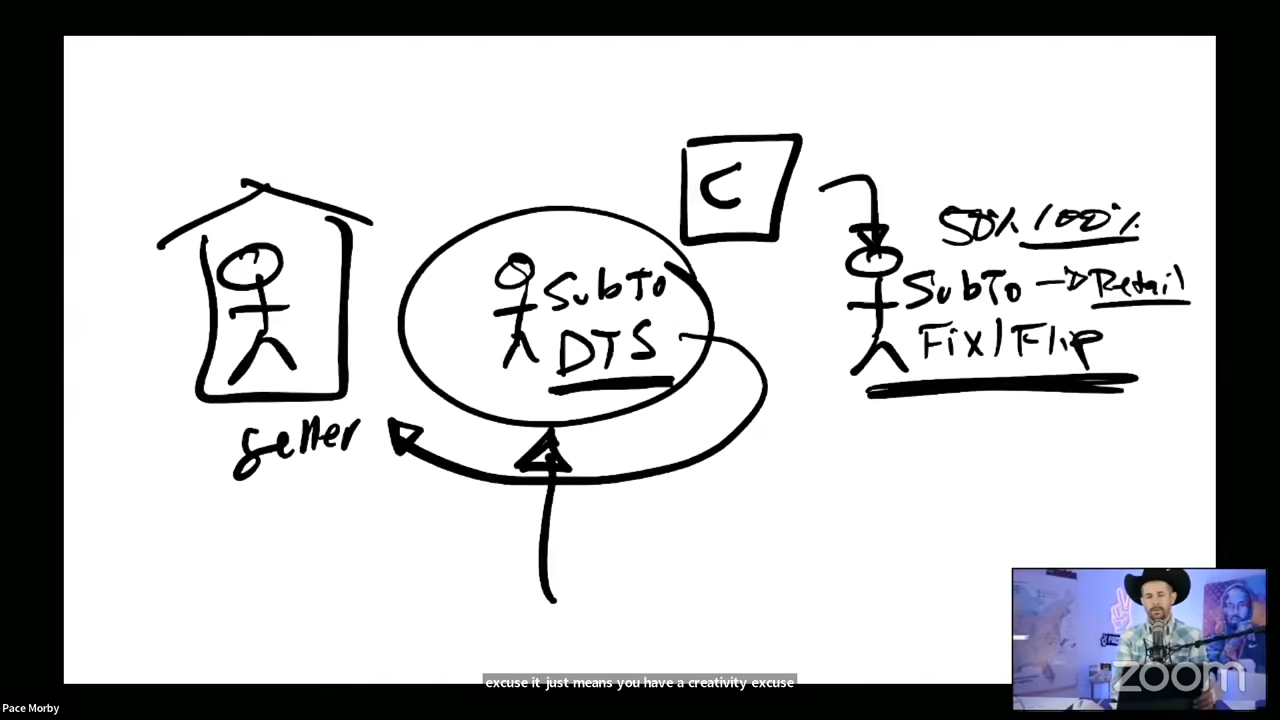 C
50% 100%
SubTo
SubTo → Retail
DTS
Fix/Flip
seller
zoom
excuse it just means you have a creativity excuse
Pace Morby